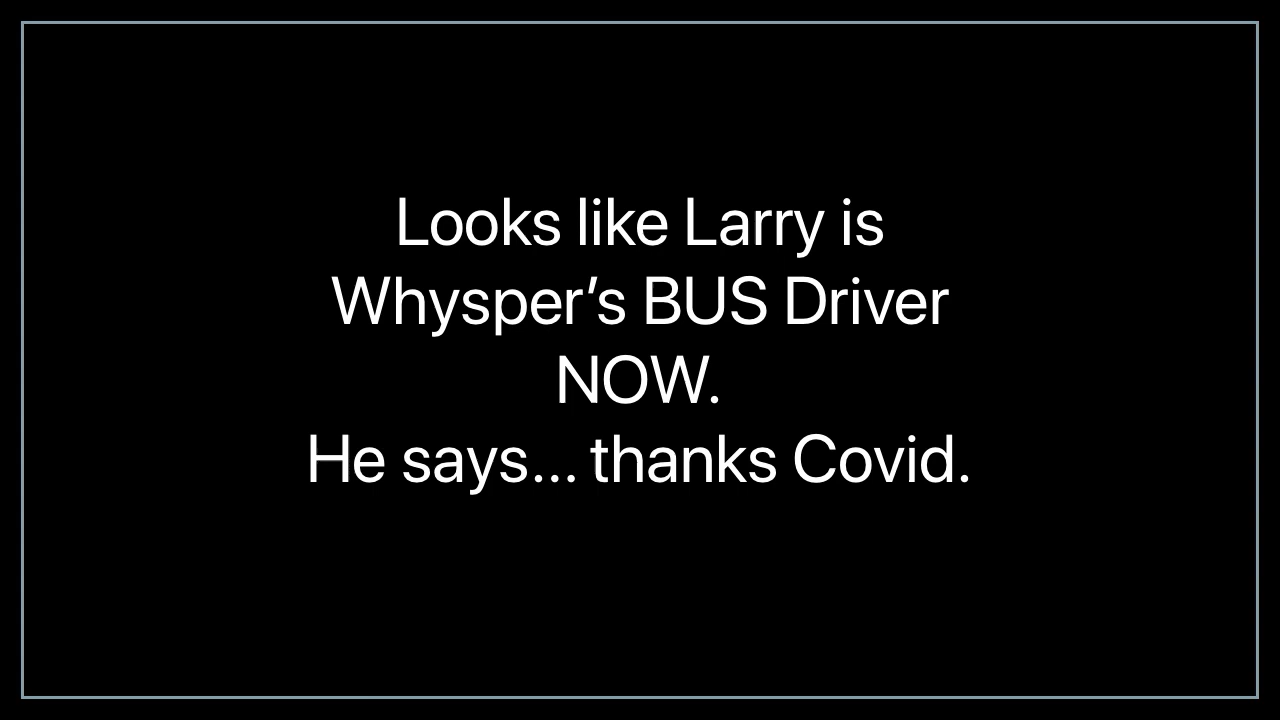 Looks like Larry is
Whysper’s BUS Driver
NOW.
He says... thanks Covid.